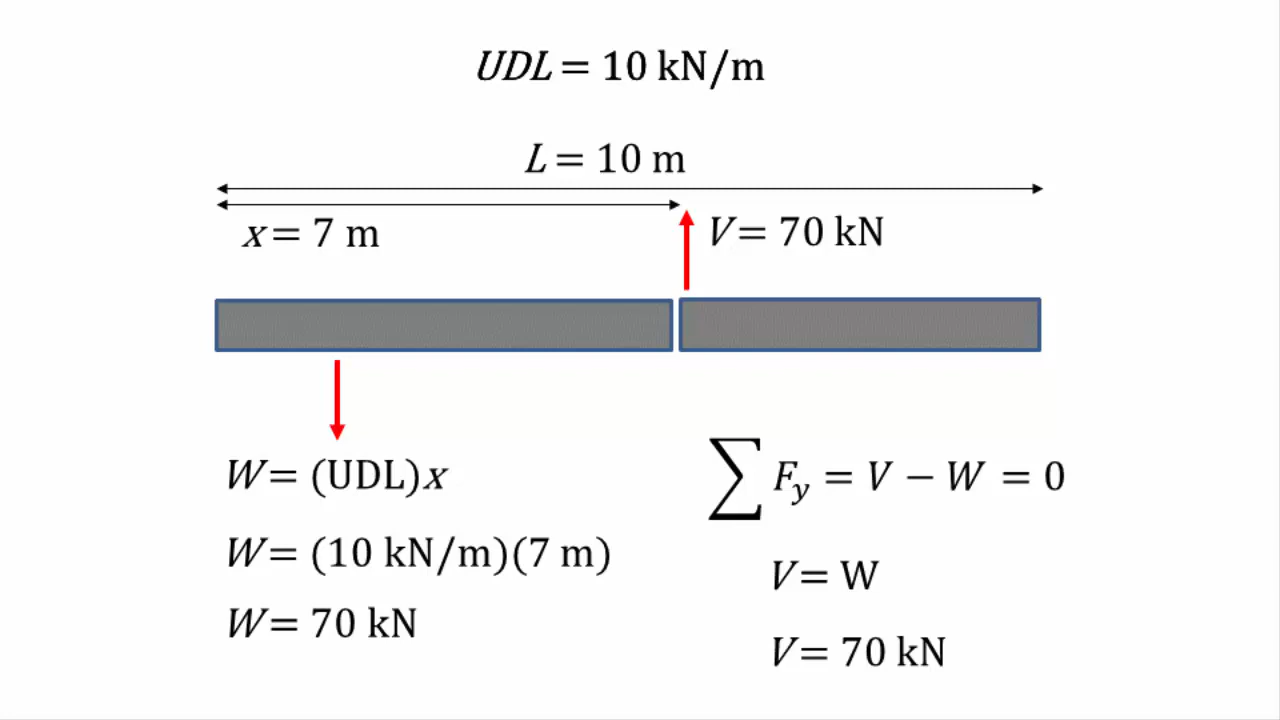 UDL = 10 kN/m
L = 10 m
x = 7 m
V = 70 kN
W = (UDL)x
W = (10 kN/m)(7 m)
W = 70 kN
∑ F_y = V − W = 0
V = W
V = 70 kN